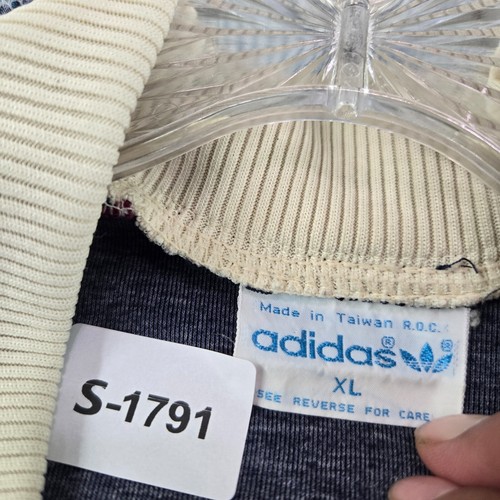 Made in Taiwan R.O.C.
adidas®
XL
SEE REVERSE FOR CARE
S-1791